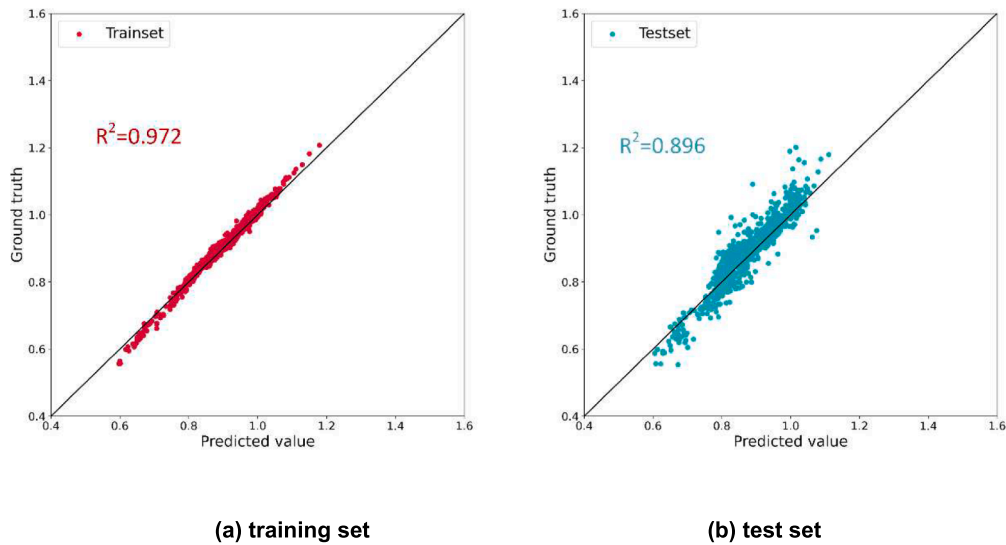 Trainset
R²=0.972
Ground truth
1.6
1.4
1.2
1.0
0.8
0.6
0.4
0.4 0.6 0.8 1.0 1.2 1.4 1.6
Predicted value
(a) training set
Testset
R²=0.896
Ground truth
1.6
1.4
1.2
1.0
0.8
0.6
0.4
0.4 0.6 0.8 1.0 1.2 1.4 1.6
Predicted value
(b) test set